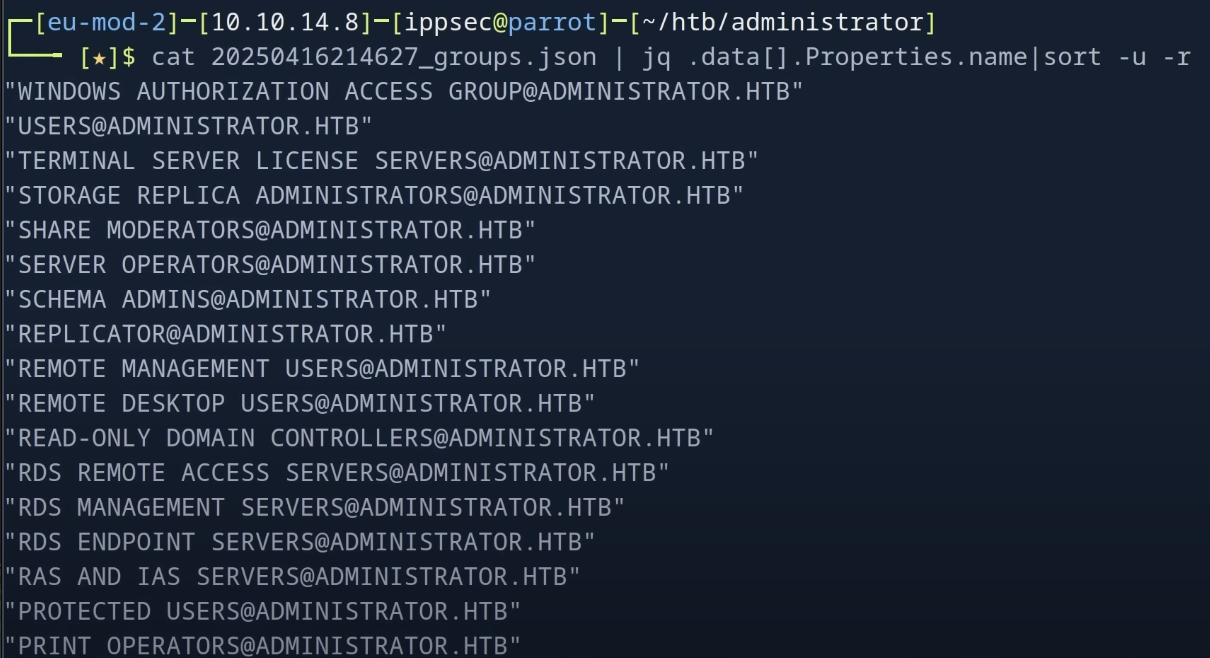 [eu-mod-2]─[10.10.14.8]─[ippsec@parrot]─[~/htb/administrator]
[★]$ cat 20250416214627_groups.json | jq .data[].Properties.name|sort -u -r
"WINDOWS AUTHORIZATION ACCESS GROUP@ADMINISTRATOR.HTB"
"USERS@ADMINISTRATOR.HTB"
"TERMINAL SERVER LICENSE SERVERS@ADMINISTRATOR.HTB"
"STORAGE REPLICA ADMINISTRATORS@ADMINISTRATOR.HTB"
"SHARE MODERATORS@ADMINISTRATOR.HTB"
"SERVER OPERATORS@ADMINISTRATOR.HTB"
"SCHEMA ADMINS@ADMINISTRATOR.HTB"
"REPLICATOR@ADMINISTRATOR.HTB"
"REMOTE MANAGEMENT USERS@ADMINISTRATOR.HTB"
"REMOTE DESKTOP USERS@ADMINISTRATOR.HTB"
"READ-ONLY DOMAIN CONTROLLERS@ADMINISTRATOR.HTB"
"RDS REMOTE ACCESS SERVERS@ADMINISTRATOR.HTB"
"RDS MANAGEMENT SERVERS@ADMINISTRATOR.HTB"
"RDS ENDPOINT SERVERS@ADMINISTRATOR.HTB"
"RAS AND IAS SERVERS@ADMINISTRATOR.HTB"
"PROTECTED USERS@ADMINISTRATOR.HTB"
"PRINT OPERATORS@ADMINISTRATOR.HTB"